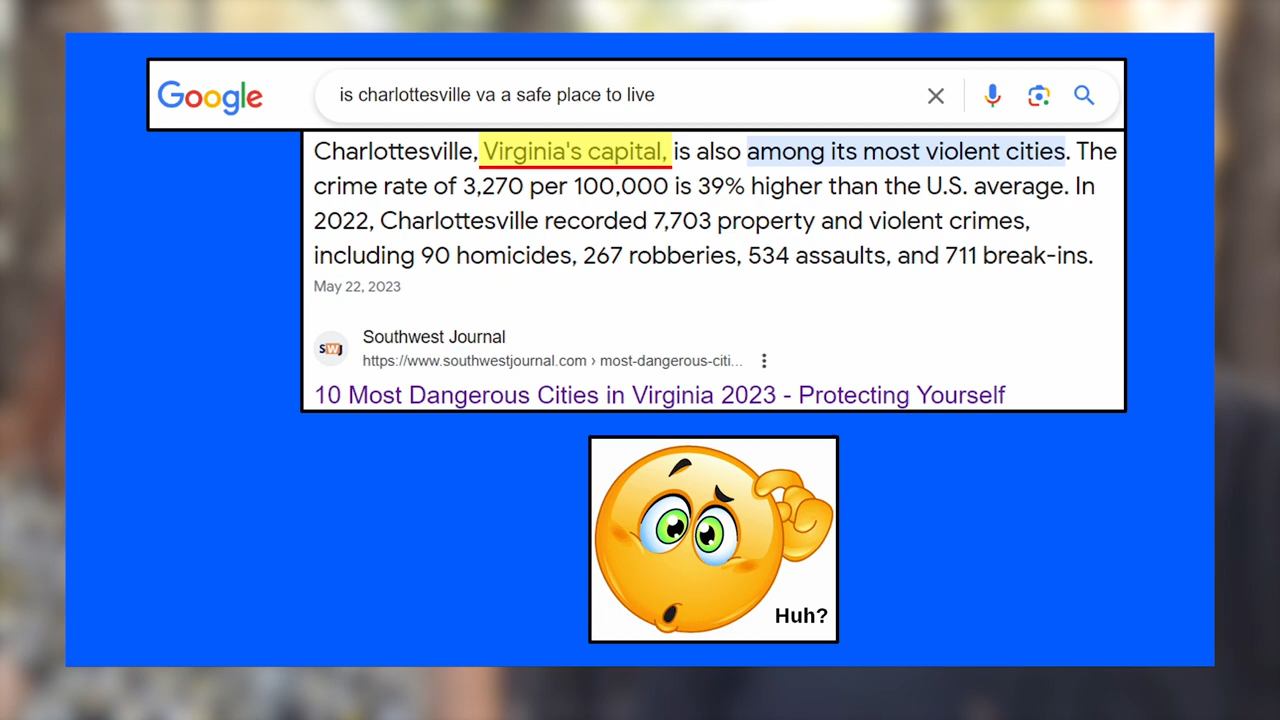 Google
is charlottesville va a safe place to live
Charlottesville, Virginia's capital, is also among its most violent cities. The
crime rate of 3,270 per 100,000 is 39% higher than the U.S. average. In
2022, Charlottesville recorded 7,703 property and violent crimes,
including 90 homicides, 267 robberies, 534 assaults, and 711 break-ins.
May 22, 2023
SWJ
Southwest Journal
https://www.southwestjournal.com › most-dangerous-citi...
10 Most Dangerous Cities in Virginia 2023 - Protecting Yourself
Huh?